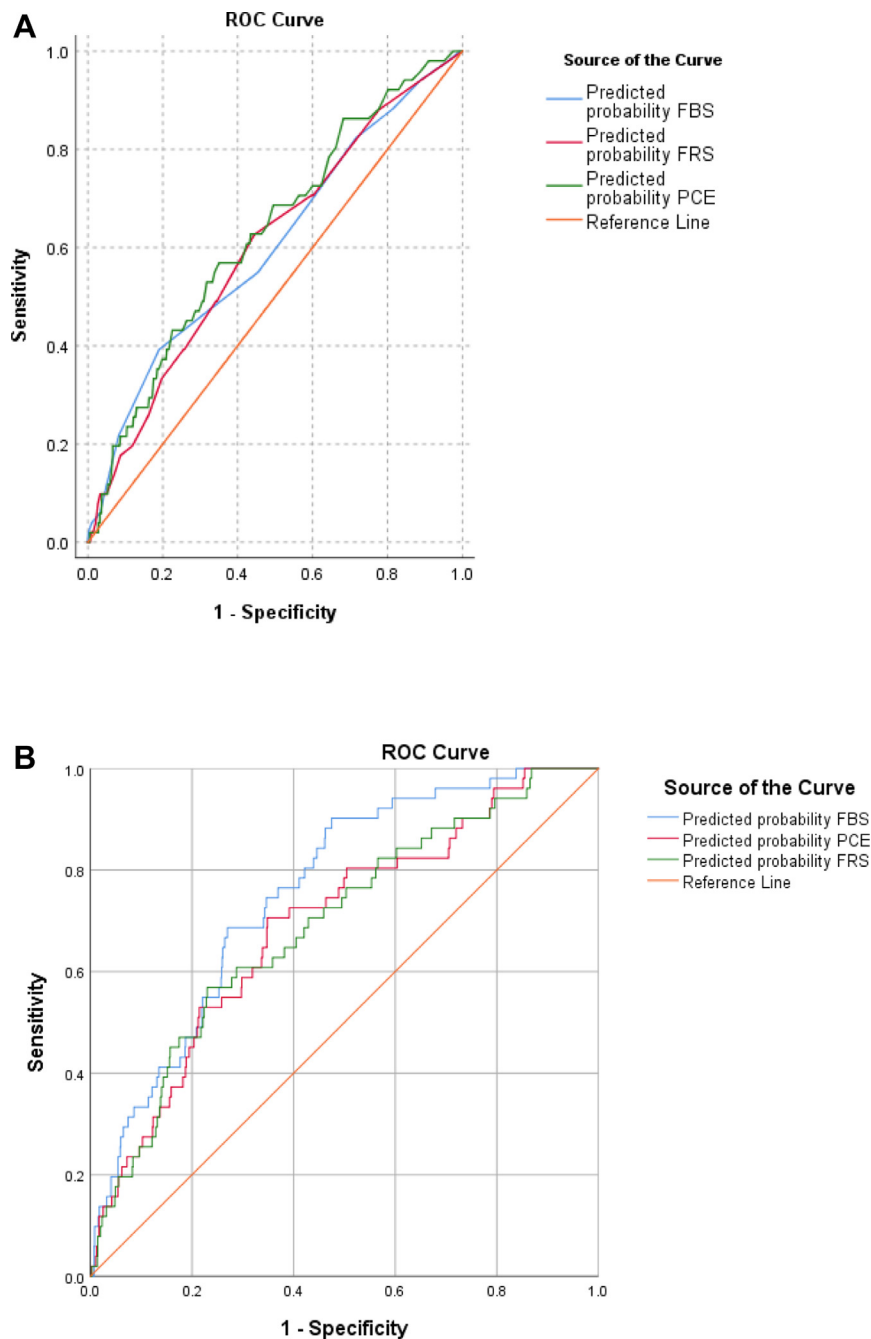 A
ROC Curve
Source of the Curve
Predicted
probability FBS
Predicted
probability FRS
Predicted
probability PCE
Reference Line
1.0
0.8
0.6
0.4
0.2
0.0
Sensitivity
0.0 0.2 0.4 0.6 0.8 1.0
1 - Specificity
B
ROC Curve
Source of the Curve
Predicted probability FBS
Predicted probability PCE
Predicted probability FRS
Reference Line
1.0
0.8
0.6
0.4
0.2
0.0
Sensitivity
0.0 0.2 0.4 0.6 0.8 1.0
1 - Specificity